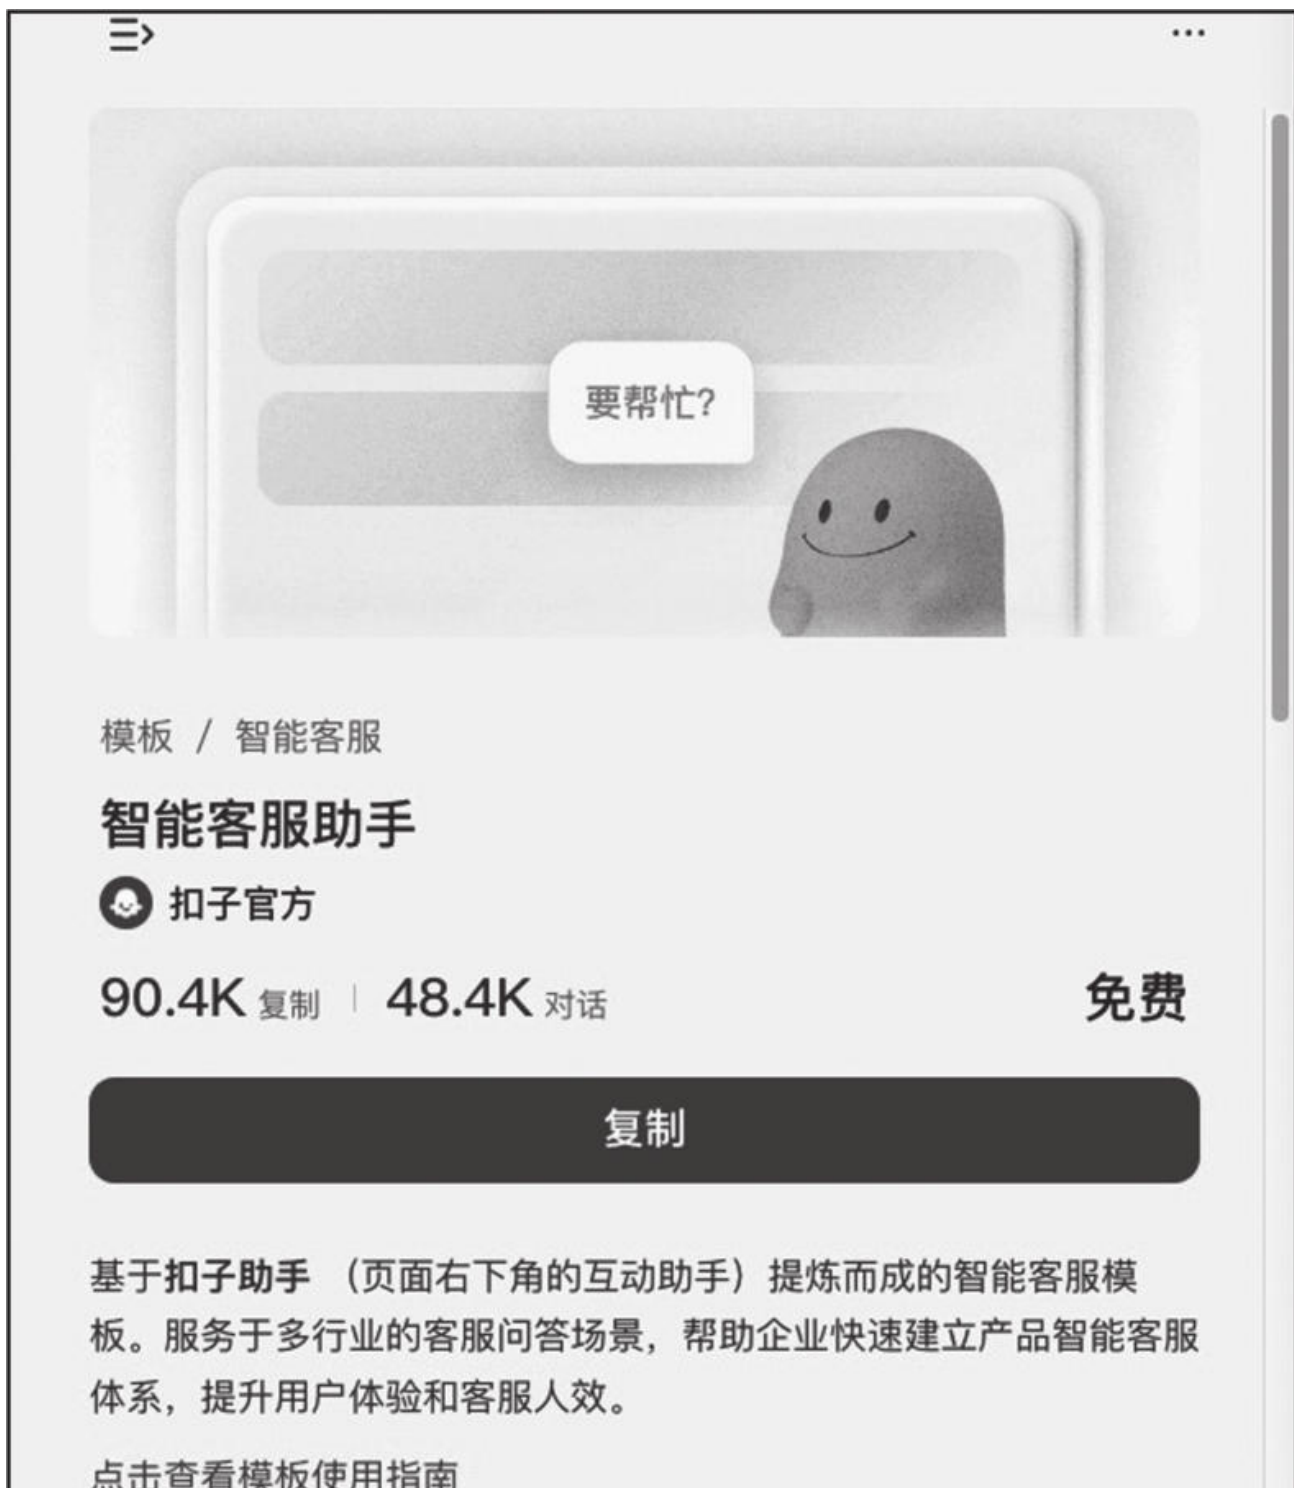 要帮忙?
模板 / 智能客服
智能客服助手
扣子官方
90.4K 复制 | 48.4K 对话 免费
复制
基于扣子助手 （页面右下角的互动助手）提炼而成的智能客服模
板。服务于多行业的客服问答场景，帮助企业快速建立产品智能客服
体系，提升用户体验和客服人效。
点击查看模板使用指南